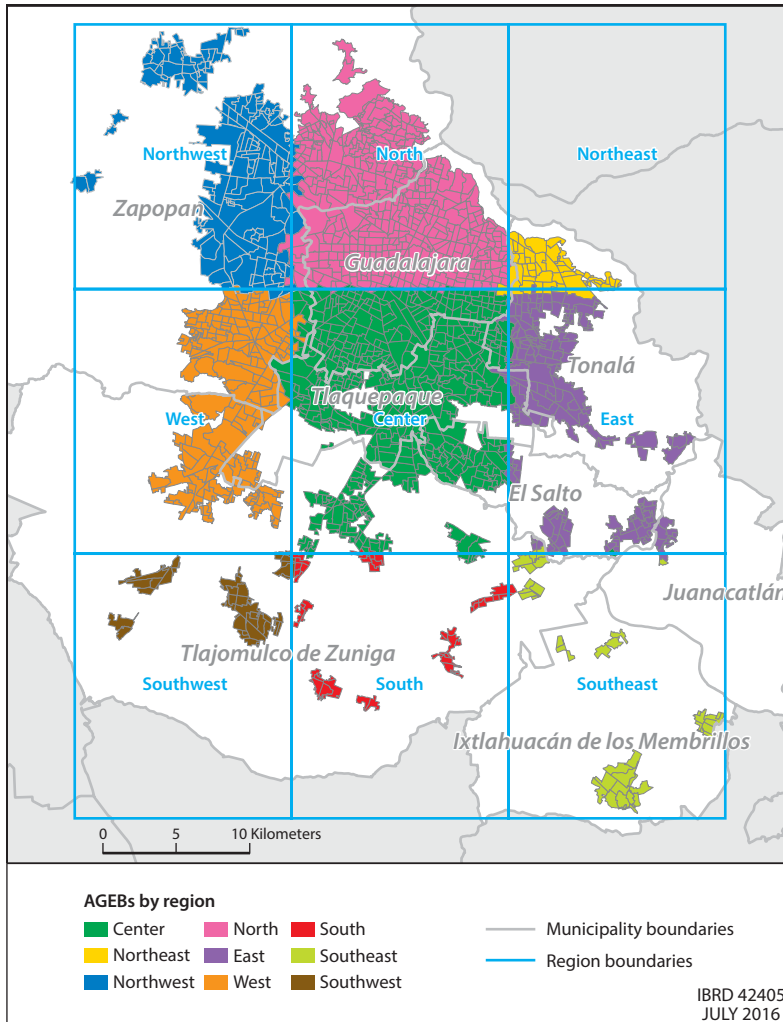 Northwest
North
Northeast
Zapopan
Guadalajara
Tonalá
Tlaquepaque
West
Center
East
El Salto
Juanacatlán
Tlajomulco de Zuniga
Southwest
South
Southeast
Ixtlahuacán de los Membrillos
0 5 10 Kilometers
AGEBs by region
Center North South
Northeast East Southeast
Northwest West Southwest
Municipality boundaries
Region boundaries
IBRD 42405
JULY 2016